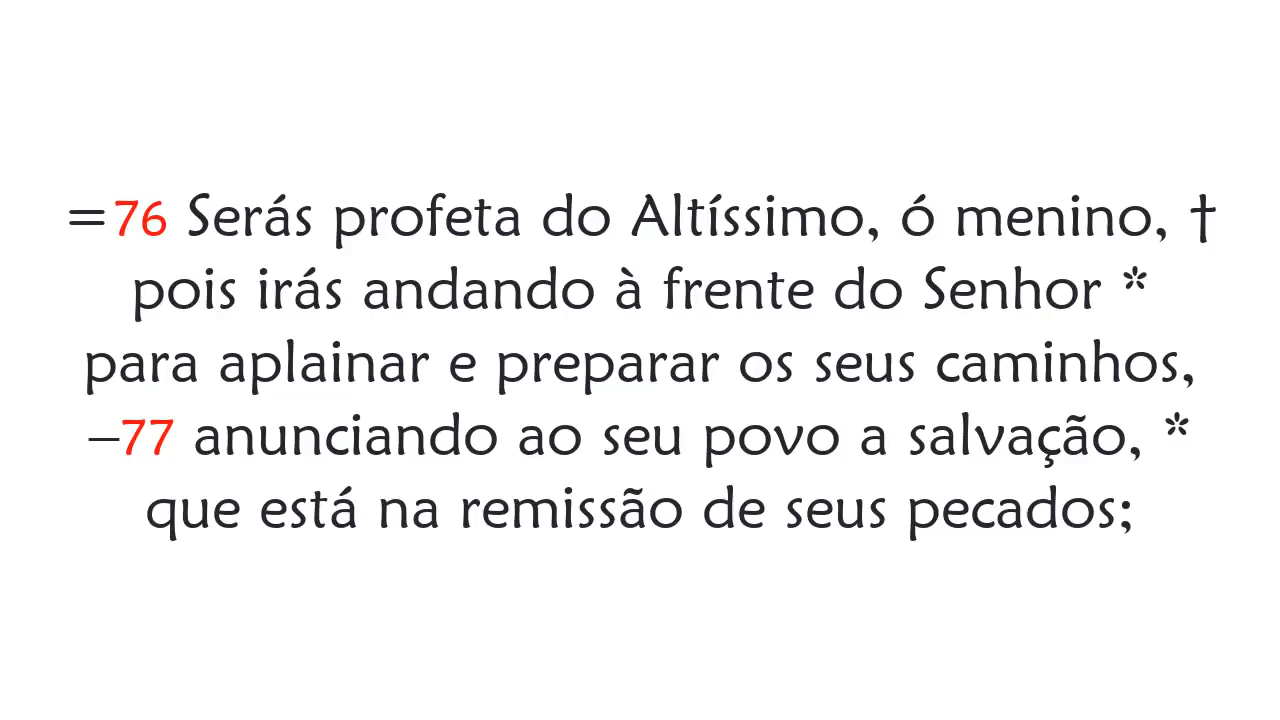 =76 Serás profeta do Altíssimo, ó menino, †
pois irás andando à frente do Senhor *
para aplainar e preparar os seus caminhos,
–77 anunciando ao seu povo a salvação, *
que está na remissão de seus pecados;